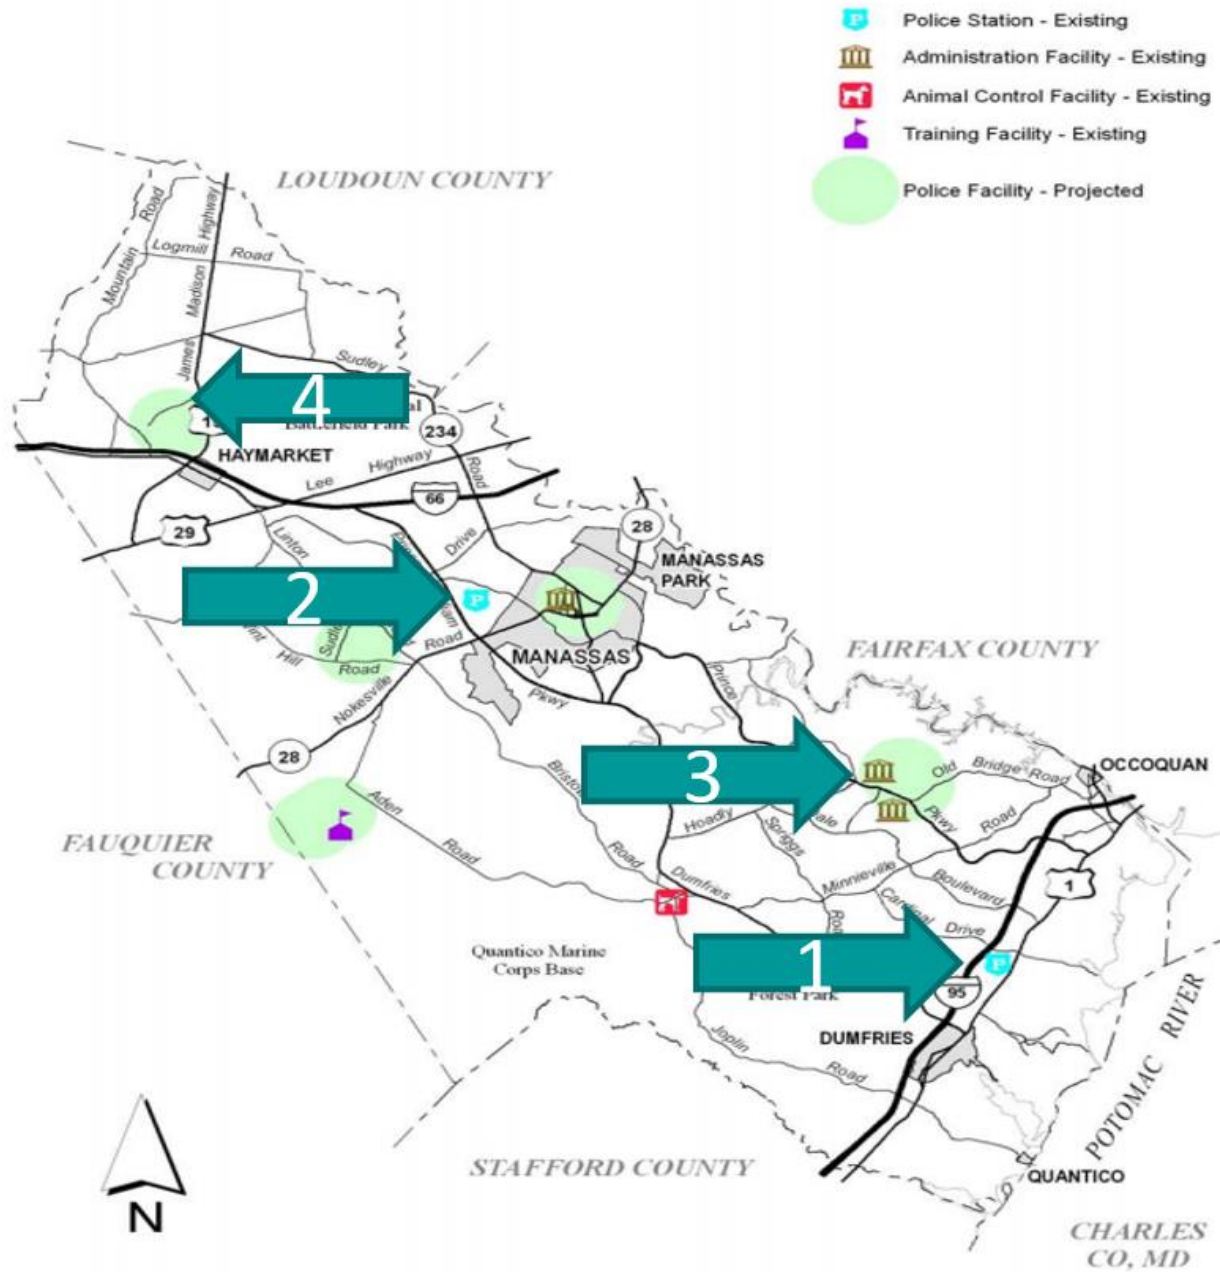 P Police Station - Existing
Administration Facility - Existing
Animal Control Facility - Existing
Training Facility - Existing
Police Facility - Projected
LOUDOUN COUNTY
Mountain Road
Logmill Road
James Madison Highway
Sudley
4
Battlefield Park
234
Road
HAYMARKET
Lee Highway
66
29
28
Linton
Drive
MANASSAS
PARK
2
P
Hill
Road
Road
MANASSAS
FAIRFAX COUNTY
Nokesville
Pkwy
Prince
28
3
Old Bridge Road
OCCOQUAN
Aden
Road
Hoadly
Spriggs
Pkwy
Road
FAUQUIER
COUNTY
Road
Dumfries
Minnieville
Boulevard
1
Cardinal Drive
Quantico Marine
Corps Base
1
P
Forest Park
95
DUMFRIES
Joplin
Road
POTOMAC RIVER
STAFFORD COUNTY
QUANTICO
N
CHARLES
CO, MD